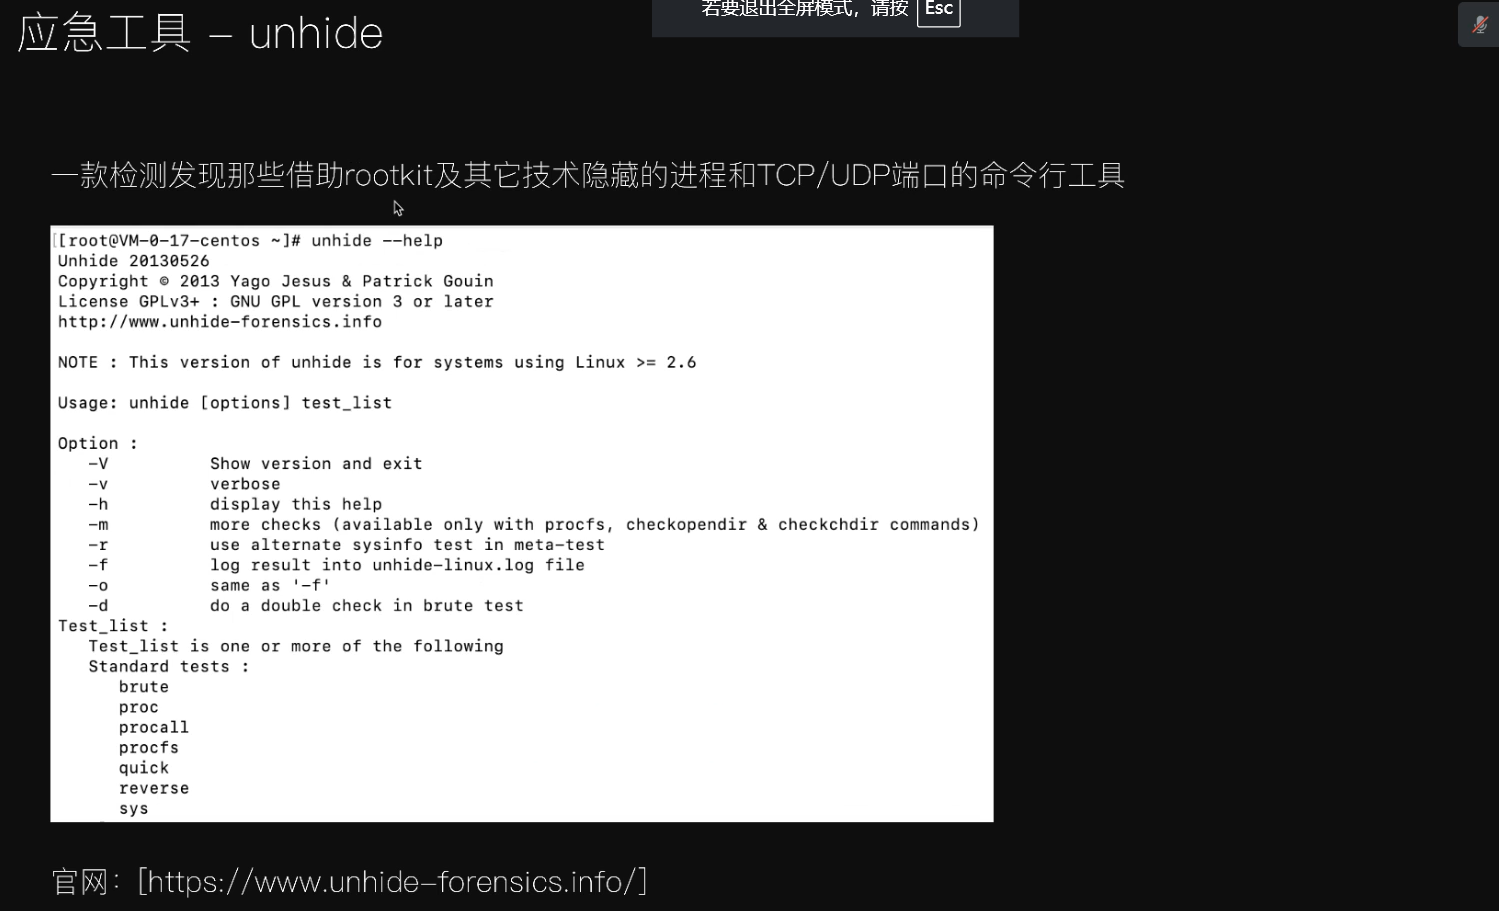 若要退出全屏模式，请按 Esc
应急工具 - unhide
一款检测发现那些借助rootkit及其它技术隐藏的进程和TCP/UDP端口的命令行工具
[[root@VM-0-17-centos ~]# unhide --help
Unhide 20130526
Copyright © 2013 Yago Jesus & Patrick Gouin
License GPLv3+ : GNU GPL version 3 or later
http://www.unhide-forensics.info
NOTE : This version of unhide is for systems using Linux >= 2.6
Usage: unhide [options] test_list
Option :
-V Show version and exit
-v verbose
-h display this help
-m more checks (available only with procfs, checkopendir & checkchdir commands)
-r use alternate sysinfo test in meta-test
-f log result into unhide-linux.log file
-o same as '-f'
-d do a double check in brute test
Test_list :
Test_list is one or more of the following
Standard tests :
brute
proc
procall
procfs
quick
reverse
sys
官网：[https://www.unhide-forensics.info/]